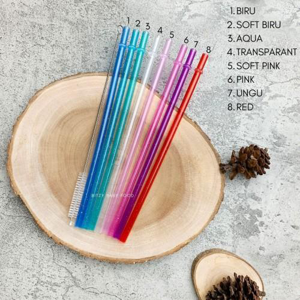 1. BIRU
2. SOFT BIRU
3. AQUA
4. TRANSPARANT
5. SOFT PINK
6. PINK
7. UNGU
8. RED
1 2 3 4 5 6 7 8